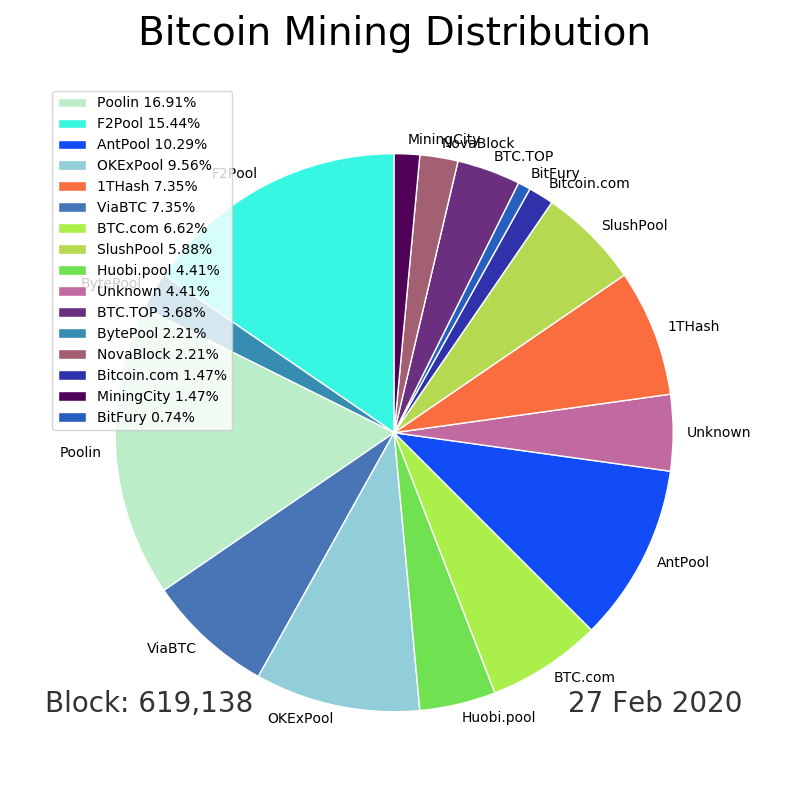 Bitcoin Mining Distribution
Poolin 16.91%
F2Pool 15.44%
AntPool 10.29%
OKExPool 9.56%
1THash 7.35%
ViaBTC 7.35%
BTC.com 6.62%
SlushPool 5.88%
Huobi.pool 4.41%
Unknown 4.41%
BTC.TOP 3.68%
BytePool 2.21%
NovaBlock 2.21%
Bitcoin.com 1.47%
MiningCity 1.47%
BitFury 0.74%
MiningCity
NovaBlock
BTC.TOP
BitFury
Bitcoin.com
SlushPool
1THash
Unknown
AntPool
BTC.com
Huobi.pool
OKExPool
ViaBTC
Poolin
BytePool
F2Pool
Block: 619,138
27 Feb 2020